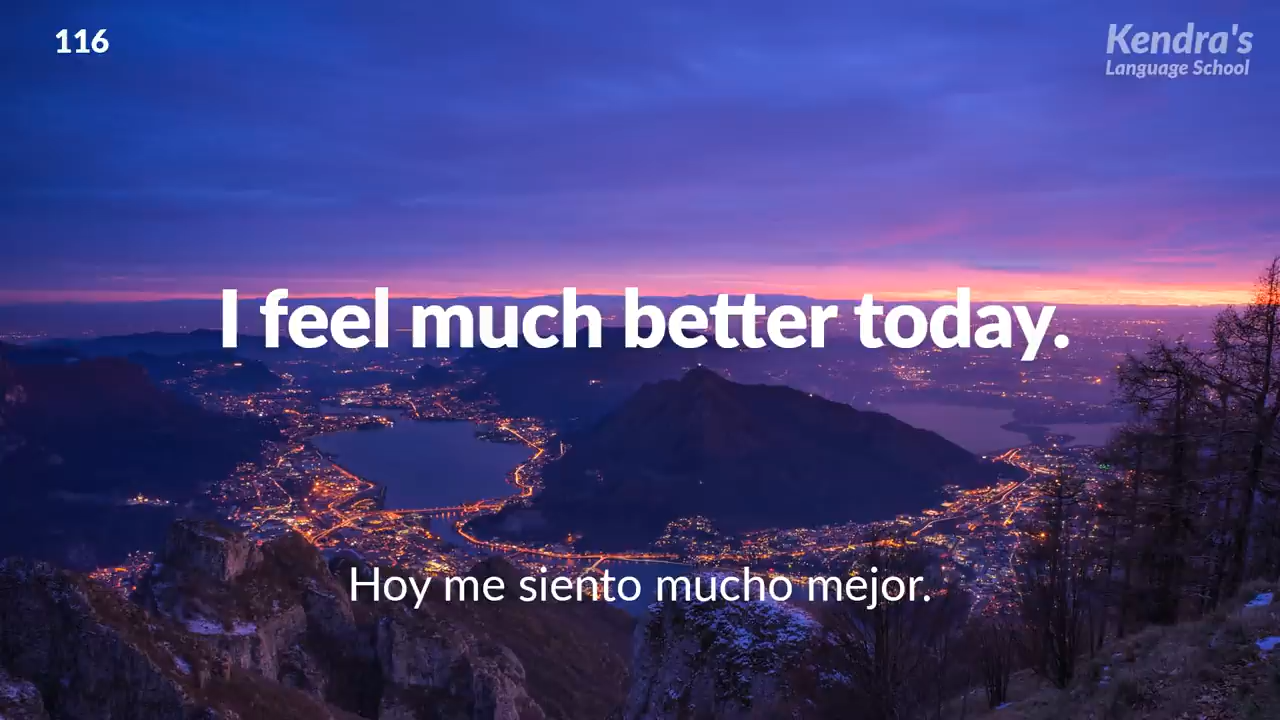 116
Kendra's
Language School
I feel much better today.
Hoy me siento mucho mejor.